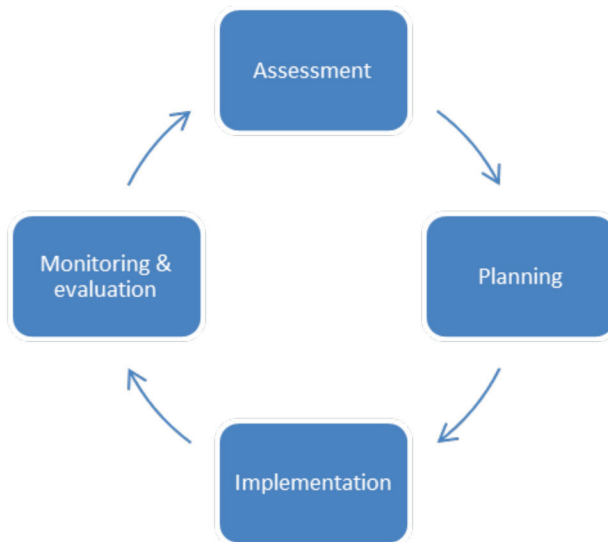 Assessment
Planning
Implementation
Monitoring &
evaluation